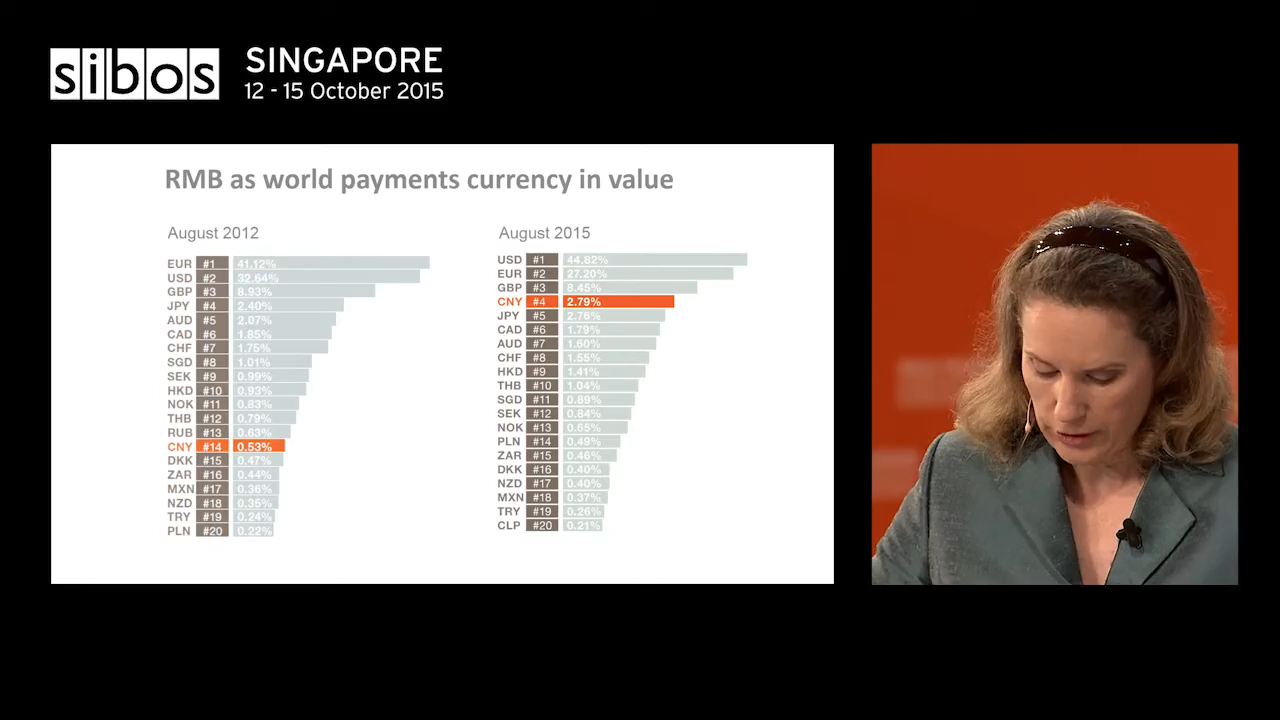 sibos
SINGAPORE
12 - 15 October 2015
RMB as world payments currency in value
August 2012
EUR #1 41.12%
USD #2 32.64%
GBP #3 8.93%
JPY #4 2.40%
AUD #5 2.07%
CAD #6 1.85%
CHF #7 1.75%
SGD #8 1.01%
SEK #9 0.99%
HKD #10 0.93%
NOK #11 0.83%
THB #12 0.79%
RUB #13 0.63%
CNY #14 0.53%
DKK #15 0.47%
ZAR #16 0.44%
MXN #17 0.36%
NZD #18 0.35%
TRY #19 0.24%
PLN #20 0.22%
August 2015
USD #1 44.82%
EUR #2 27.20%
GBP #3 8.45%
CNY #4 2.79%
JPY #5 2.76%
CAD #6 1.79%
AUD #7 1.60%
CHF #8 1.55%
HKD #9 1.41%
THB #10 1.04%
SGD #11 0.89%
SEK #12 0.84%
NOK #13 0.65%
PLN #14 0.49%
ZAR #15 0.46%
DKK #16 0.40%
NZD #17 0.40%
MXN #18 0.37%
TRY #19 0.26%
CLP #20 0.21%